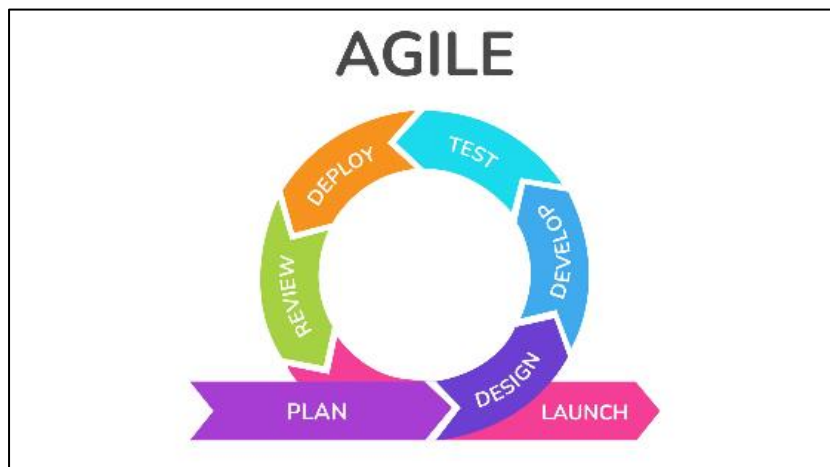 AGILE
TEST
DEPLOY
DEVELOP
REVIEW
DESIGN
PLAN
LAUNCH